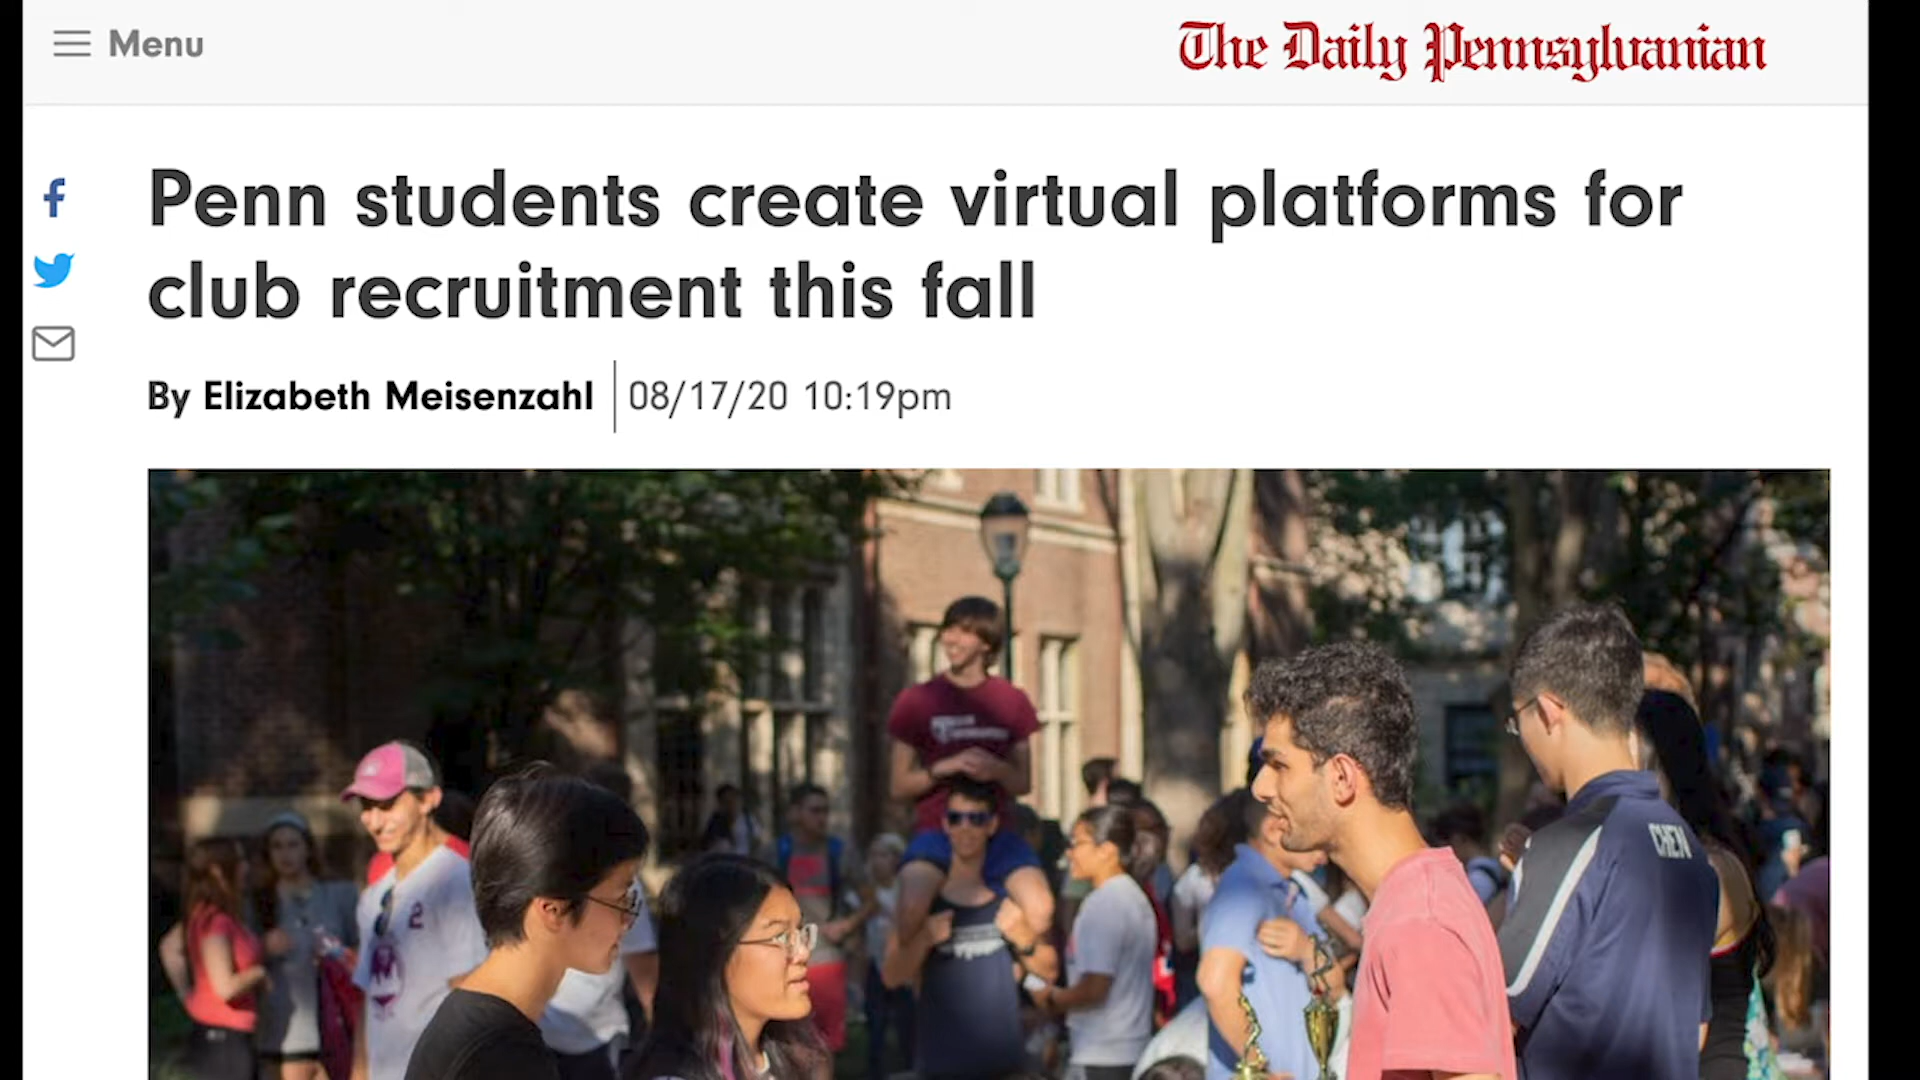 Menu
The Daily Pennsylvanian
Penn students create virtual platforms for
club recruitment this fall
By Elizabeth Meisenzahl
08/17/20 10:19pm
2
CHEN